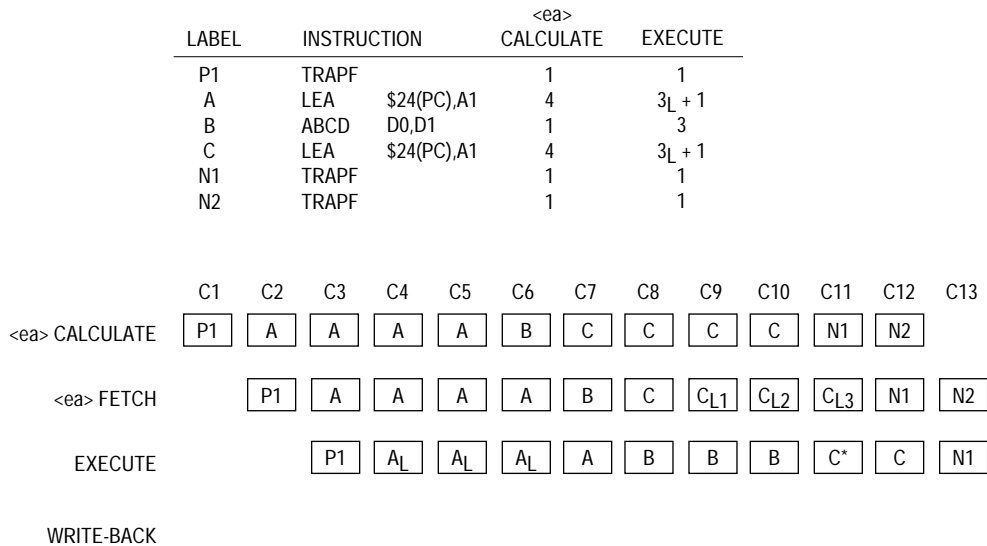 <ea>
LABEL INSTRUCTION CALCULATE EXECUTE
P1 TRAPF 1 1
A LEA $24(PC),A1 4 3L + 1
B ABCD D0,D1 1 3
C LEA $24(PC),A1 4 3L + 1
N1 TRAPF 1 1
N2 TRAPF 1 1
C1 C2 C3 C4 C5 C6 C7 C8 C9 C10 C11 C12 C13
<ea> CALCULATE P1 A A A A B C C C C N1 N2
<ea> FETCH P1 A A A A B C CL1 CL2 CL3 N1 N2
EXECUTE P1 AL AL AL A B B B C* C N1
WRITE-BACK